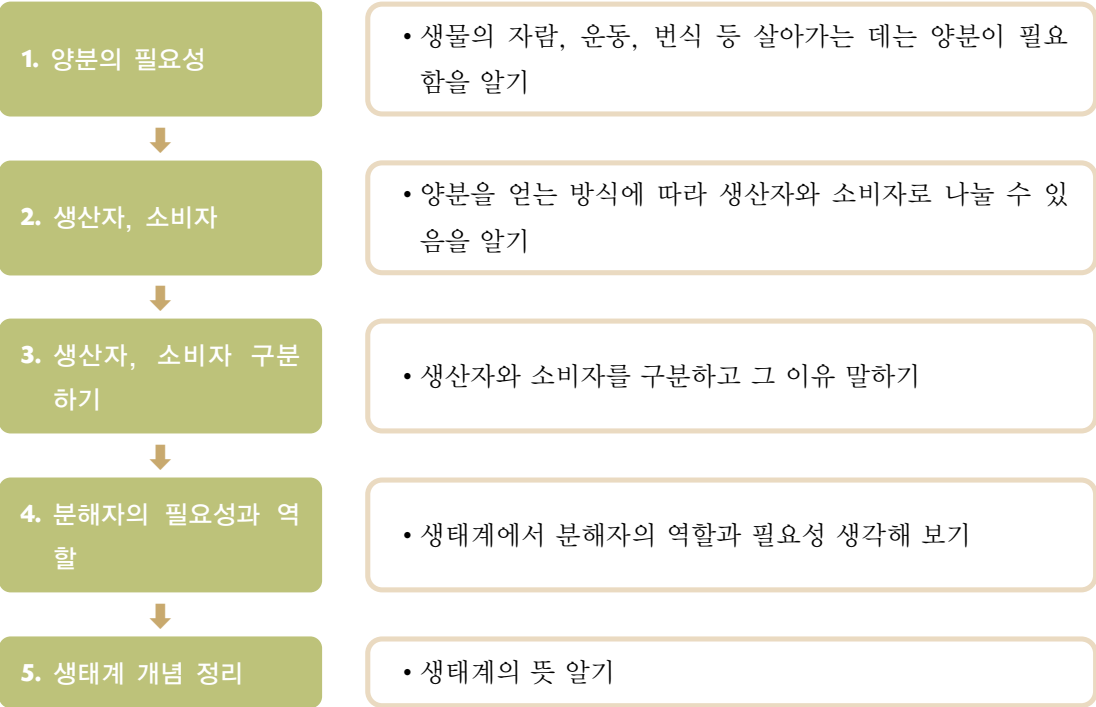 1. 양분의 필요성
• 생물의 자람, 운동, 번식 등 살아가는 데는 양분이 필요
함을 알기
2. 생산자, 소비자
• 양분을 얻는 방식에 따라 생산자와 소비자로 나눌 수 있
음을 알기
3. 생산자, 소비자 구분
하기
• 생산자와 소비자를 구분하고 그 이유 말하기
4. 분해자의 필요성과 역
할
• 생태계에서 분해자의 역할과 필요성 생각해 보기
5. 생태계 개념 정리
• 생태계의 뜻 알기